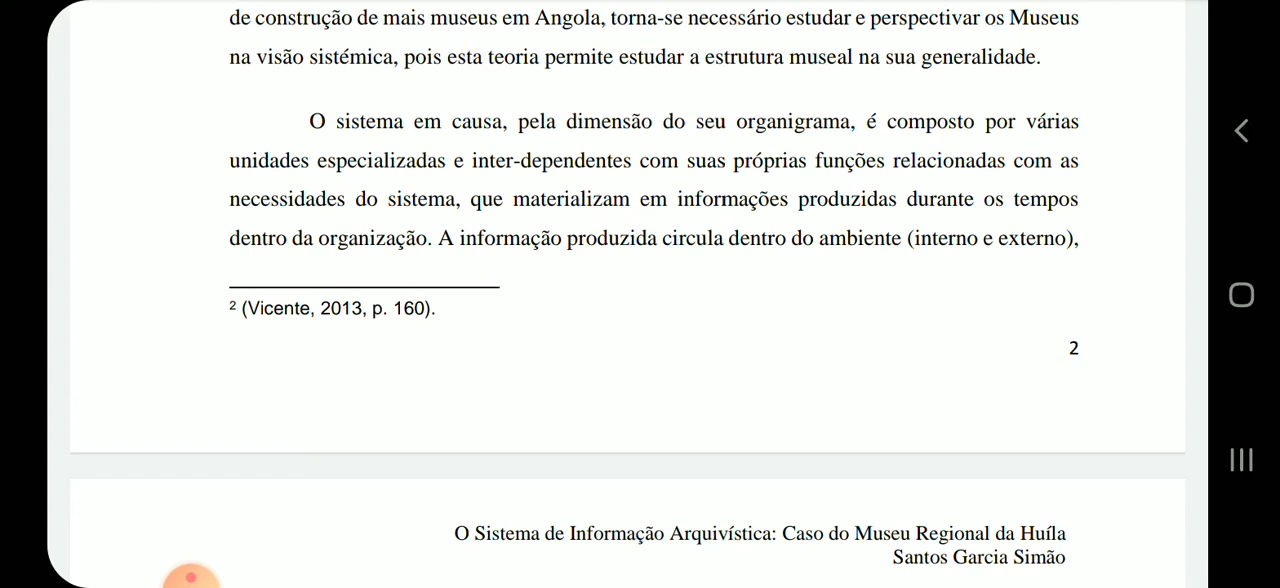 de construção de mais museus em Angola, torna-se necessário estudar e perspectivar os Museus
na visão sistémica, pois esta teoria permite estudar a estrutura museal na sua generalidade.
O sistema em causa, pela dimensão do seu organigrama, é composto por várias
unidades especializadas e inter-dependentes com suas próprias funções relacionadas com as
necessidades do sistema, que materializam em informações produzidas durante os tempos
dentro da organização. A informação produzida circula dentro do ambiente (interno e externo),
² (Vicente, 2013, p. 160).
2
O Sistema de Informação Arquivística: Caso do Museu Regional da Huíla
Santos Garcia Simão